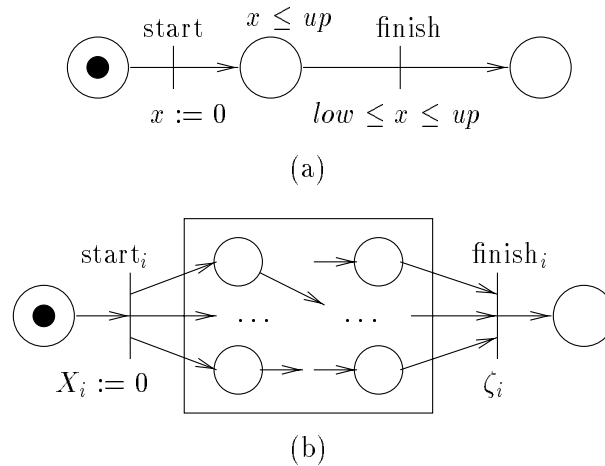 start
x ≤ up
finish
x := 0
low ≤ x ≤ up
(a)
start_i
finish_i
... ...
X_i := 0
ζ_i
(b)